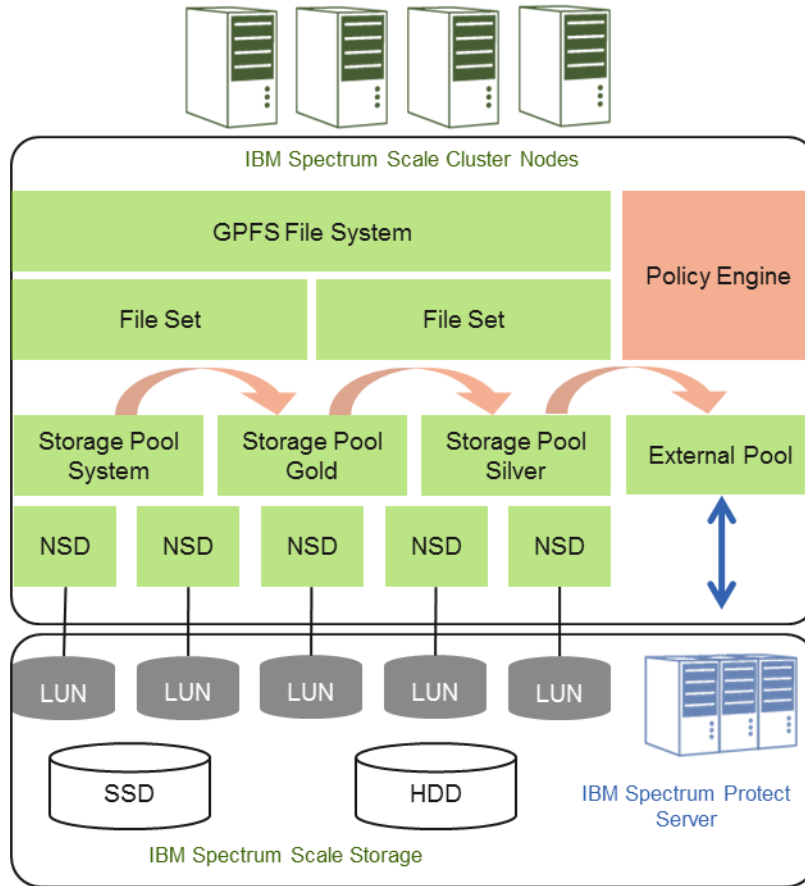 IBM Spectrum Scale Cluster Nodes
GPFS File System
Policy Engine
File Set
File Set
Storage Pool
System
Storage Pool
Gold
Storage Pool
Silver
External Pool
NSD
NSD
NSD
NSD
NSD
LUN
LUN
LUN
LUN
LUN
SSD
HDD
IBM Spectrum Protect
Server
IBM Spectrum Scale Storage